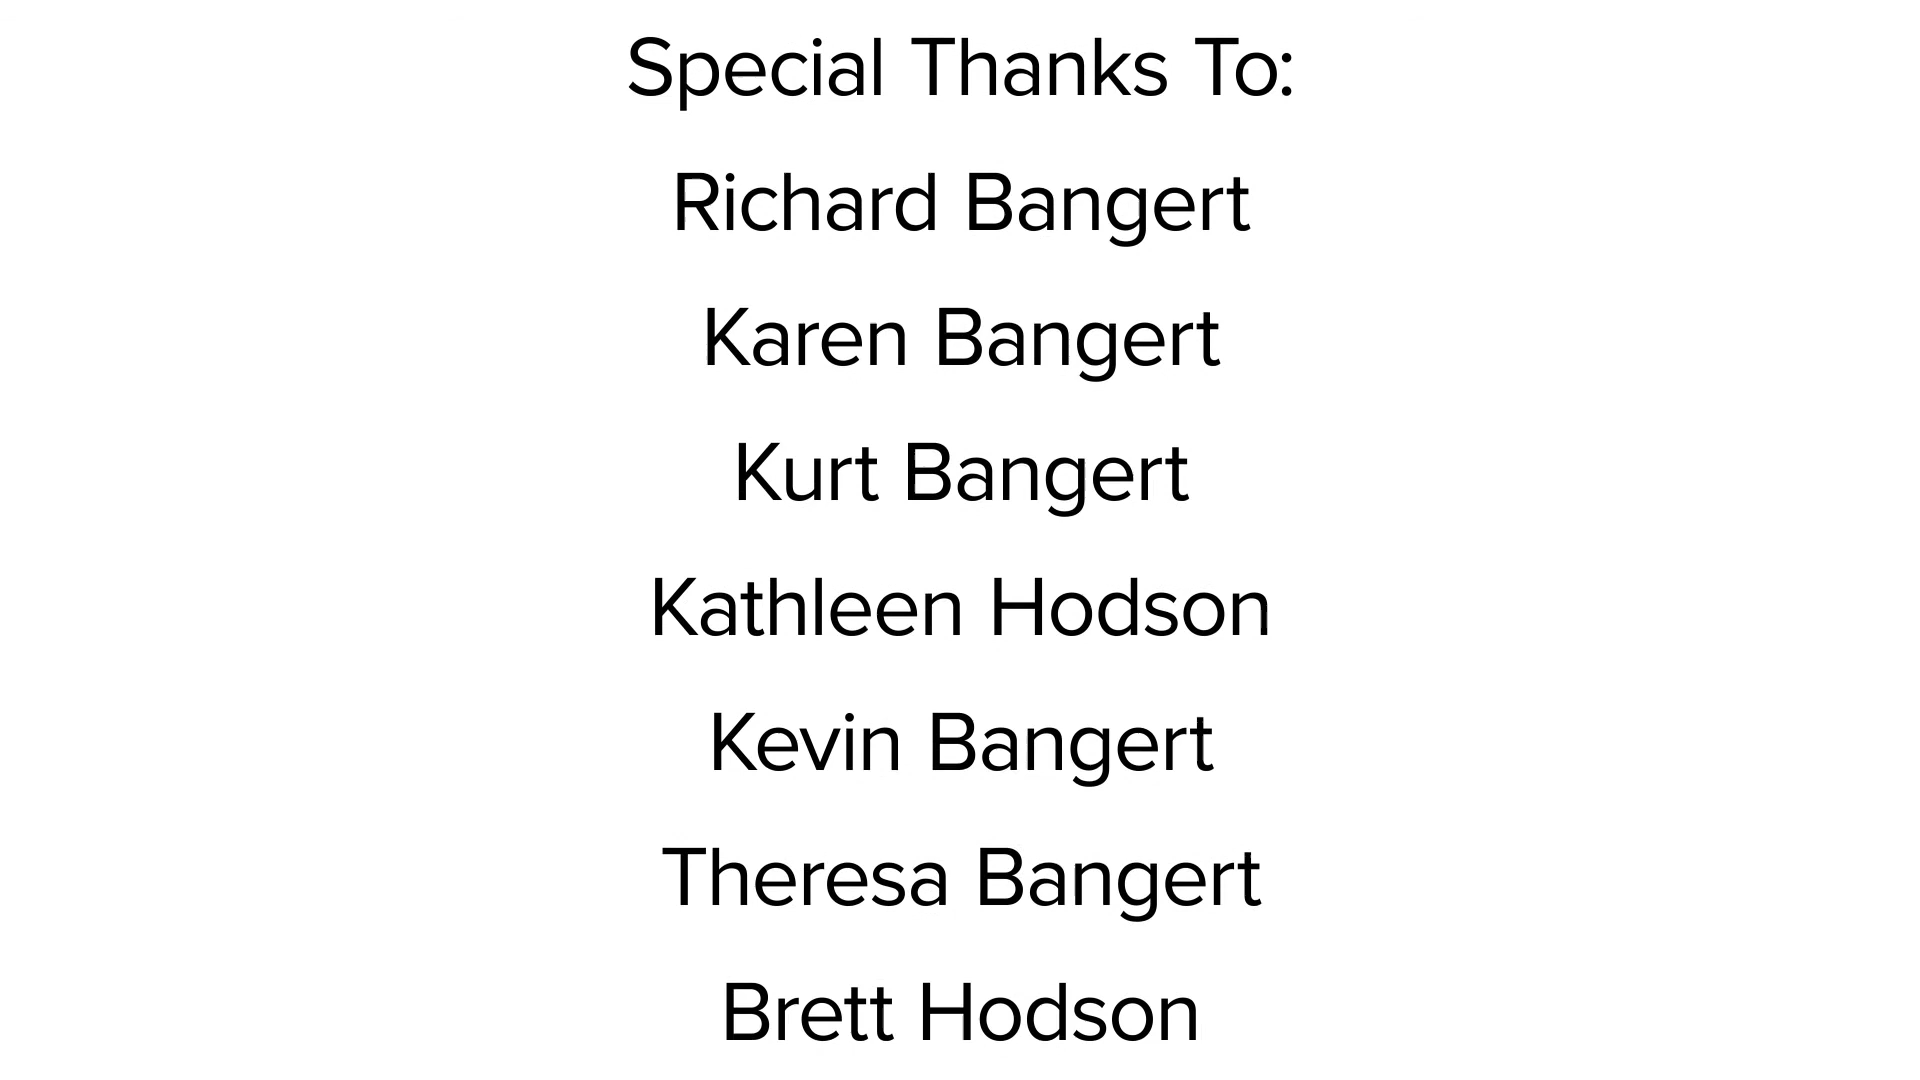 Special Thanks To:
Richard Bangert
Karen Bangert
Kurt Bangert
Kathleen Hodson
Kevin Bangert
Theresa Bangert
Brett Hodson